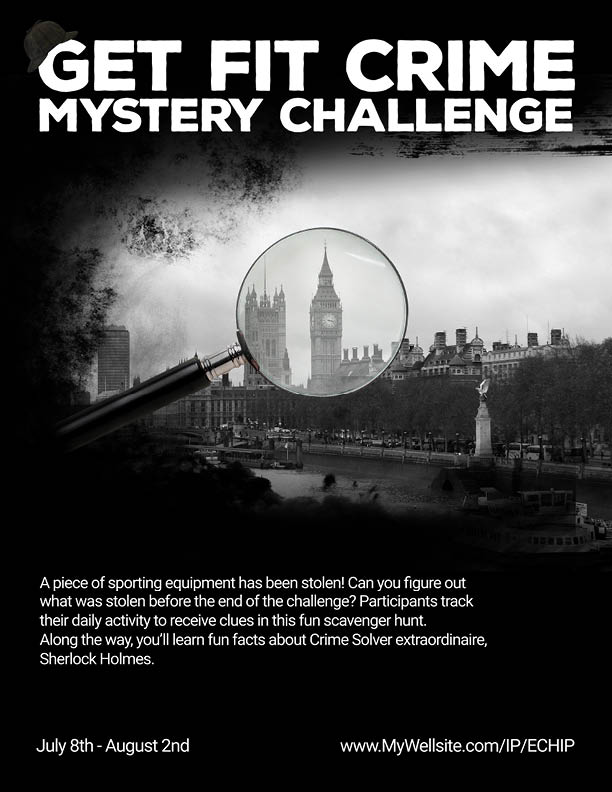 GET FIT CRIME
MYSTERY CHALLENGE
A piece of sporting equipment has been stolen! Can you figure out
what was stolen before the end of the challenge? Participants track
their daily activity to receive clues in this fun scavenger hunt.
Along the way, you'll learn fun facts about Crime Solver extraordinaire,
Sherlock Holmes.
July 8th - August 2nd
www.MyWellsite.com/IP/ECHIP